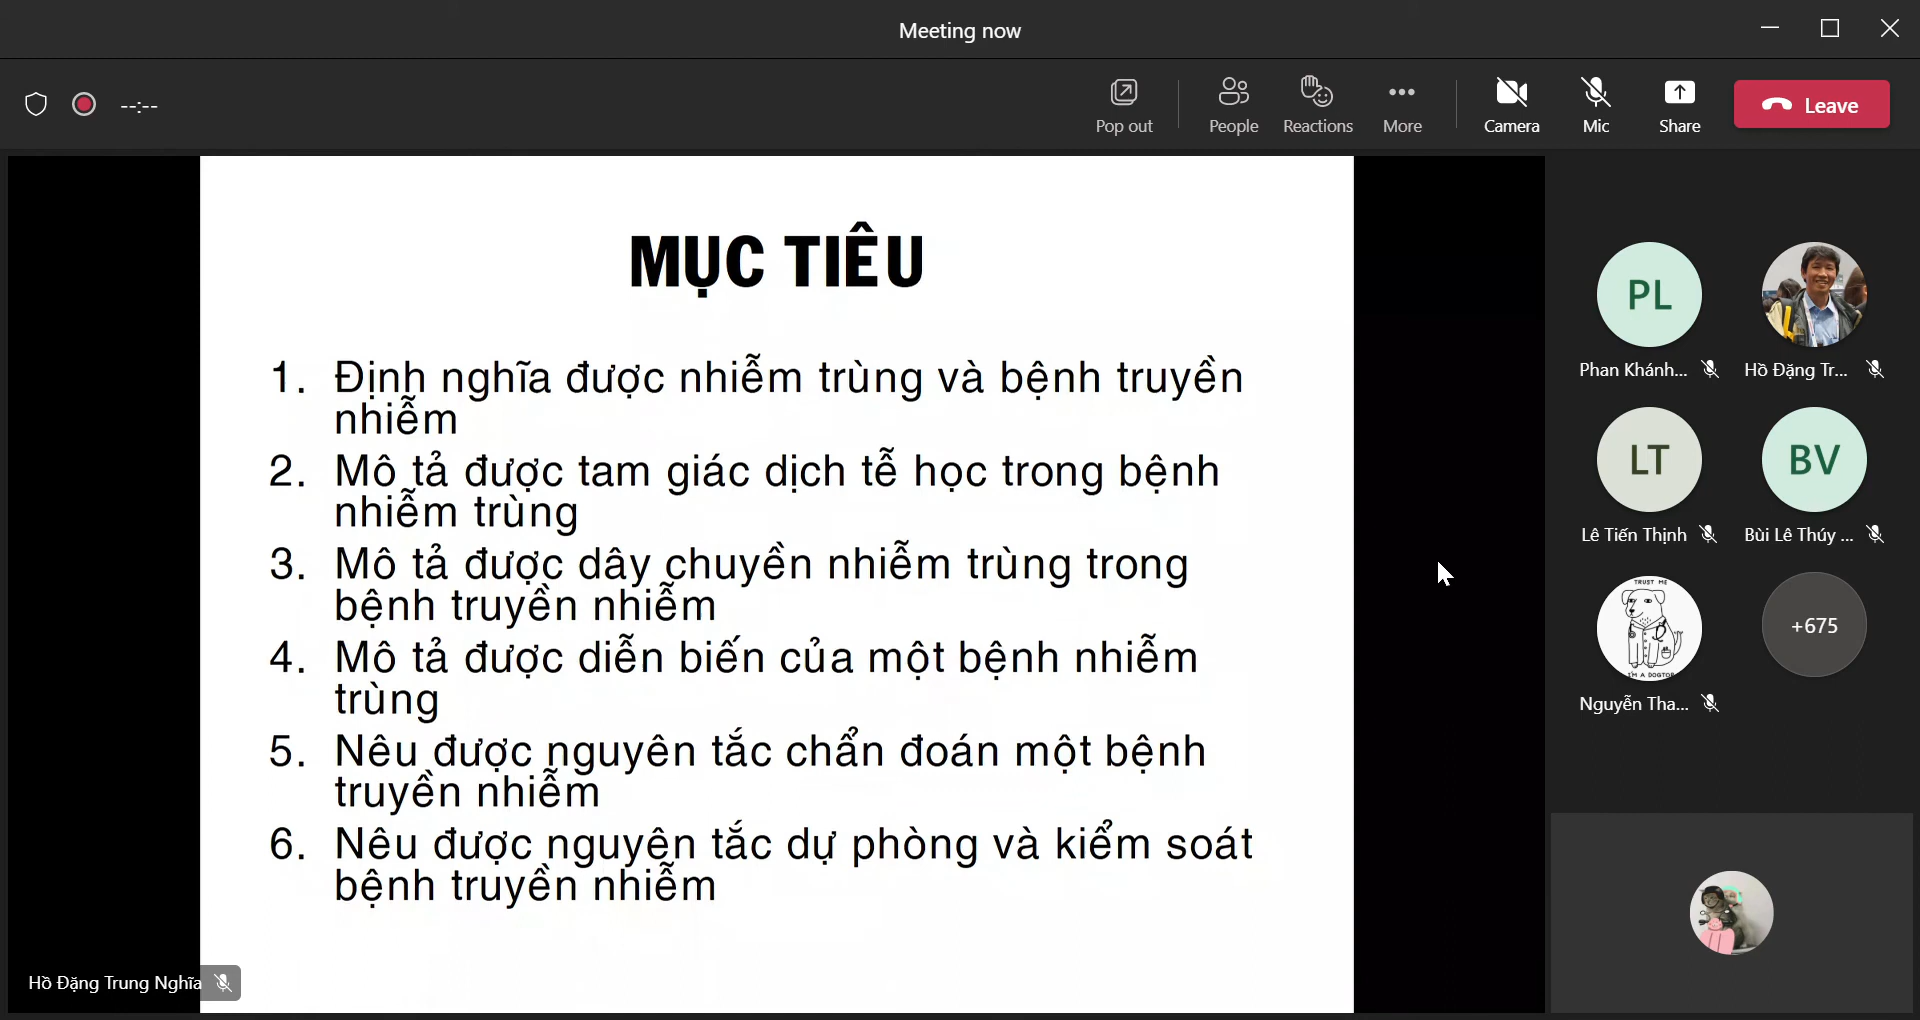 Meeting now
--:--
Pop out
People
Reactions
More
Camera
Mic
Share
Leave
MỤC TIÊU
1. Định nghĩa được nhiễm trùng và bệnh truyền
nhiễm
2. Mô tả được tam giác dịch tễ học trong bệnh
nhiễm trùng
3. Mô tả được dây chuyền nhiễm trùng trong
bệnh truyền nhiễm
4. Mô tả được diễn biến của một bệnh nhiễm
trùng
5. Nêu được nguyên tắc chẩn đoán một bệnh
truyền nhiễm
6. Nêu được nguyên tắc dự phòng và kiểm soát
bệnh truyền nhiễm
Hồ Đặng Trung Nghĩa
PL
Phan Khánh...
Hồ Đặng Tr...
LT
Lê Tiến Thịnh
BV
Bùi Lê Thúy ...
TRUST ME
I'M A DOGTOR
Nguyễn Tha...
+675